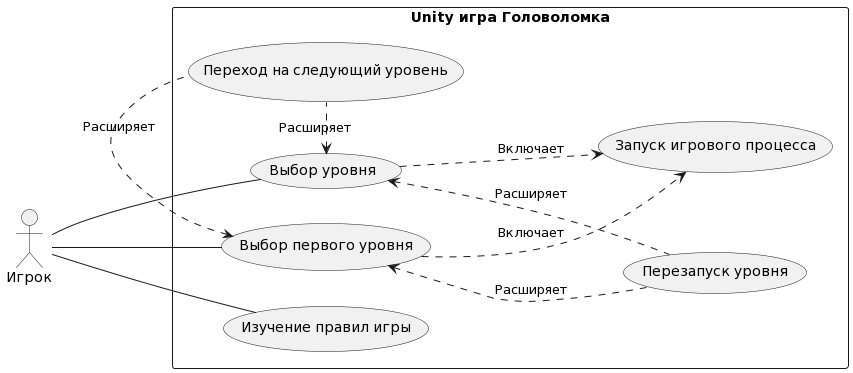 Unity игра Головоломка
Переход на следующий уровень
Расширяет
Расширяет
Запуск игрового процесса
Включает
Выбор уровня
Расширяет
Включает
Выбор первого уровня
Игрок
Перезапуск уровня
Расширяет
Изучение правил игры